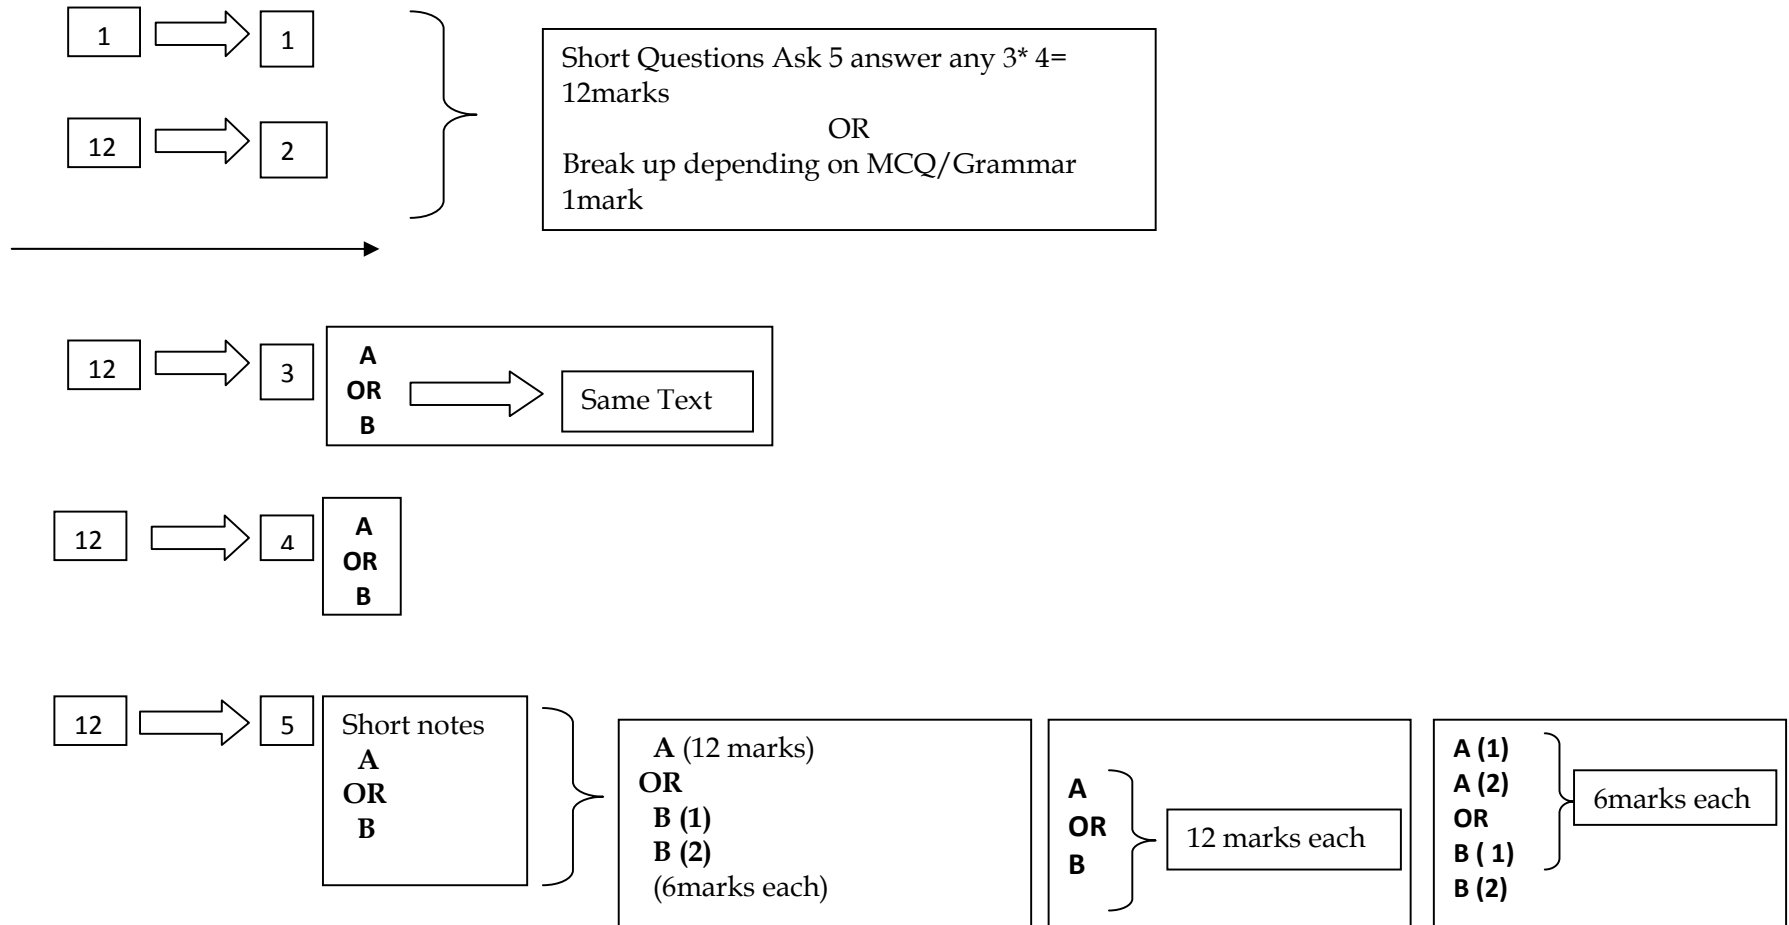 1
1
Short Questions Ask 5 answer any 3* 4=
12marks
OR
Break up depending on MCQ/Grammar
1mark
12
2
12
3
A
OR
B
Same Text
12
4
A
OR
B
12
5
Short notes
A
OR
B
A (12 marks)
OR
B (1)
B (2)
(6marks each)
A
OR
B
12 marks each
A (1)
A (2)
OR
B ( 1)
B (2)
6marks each